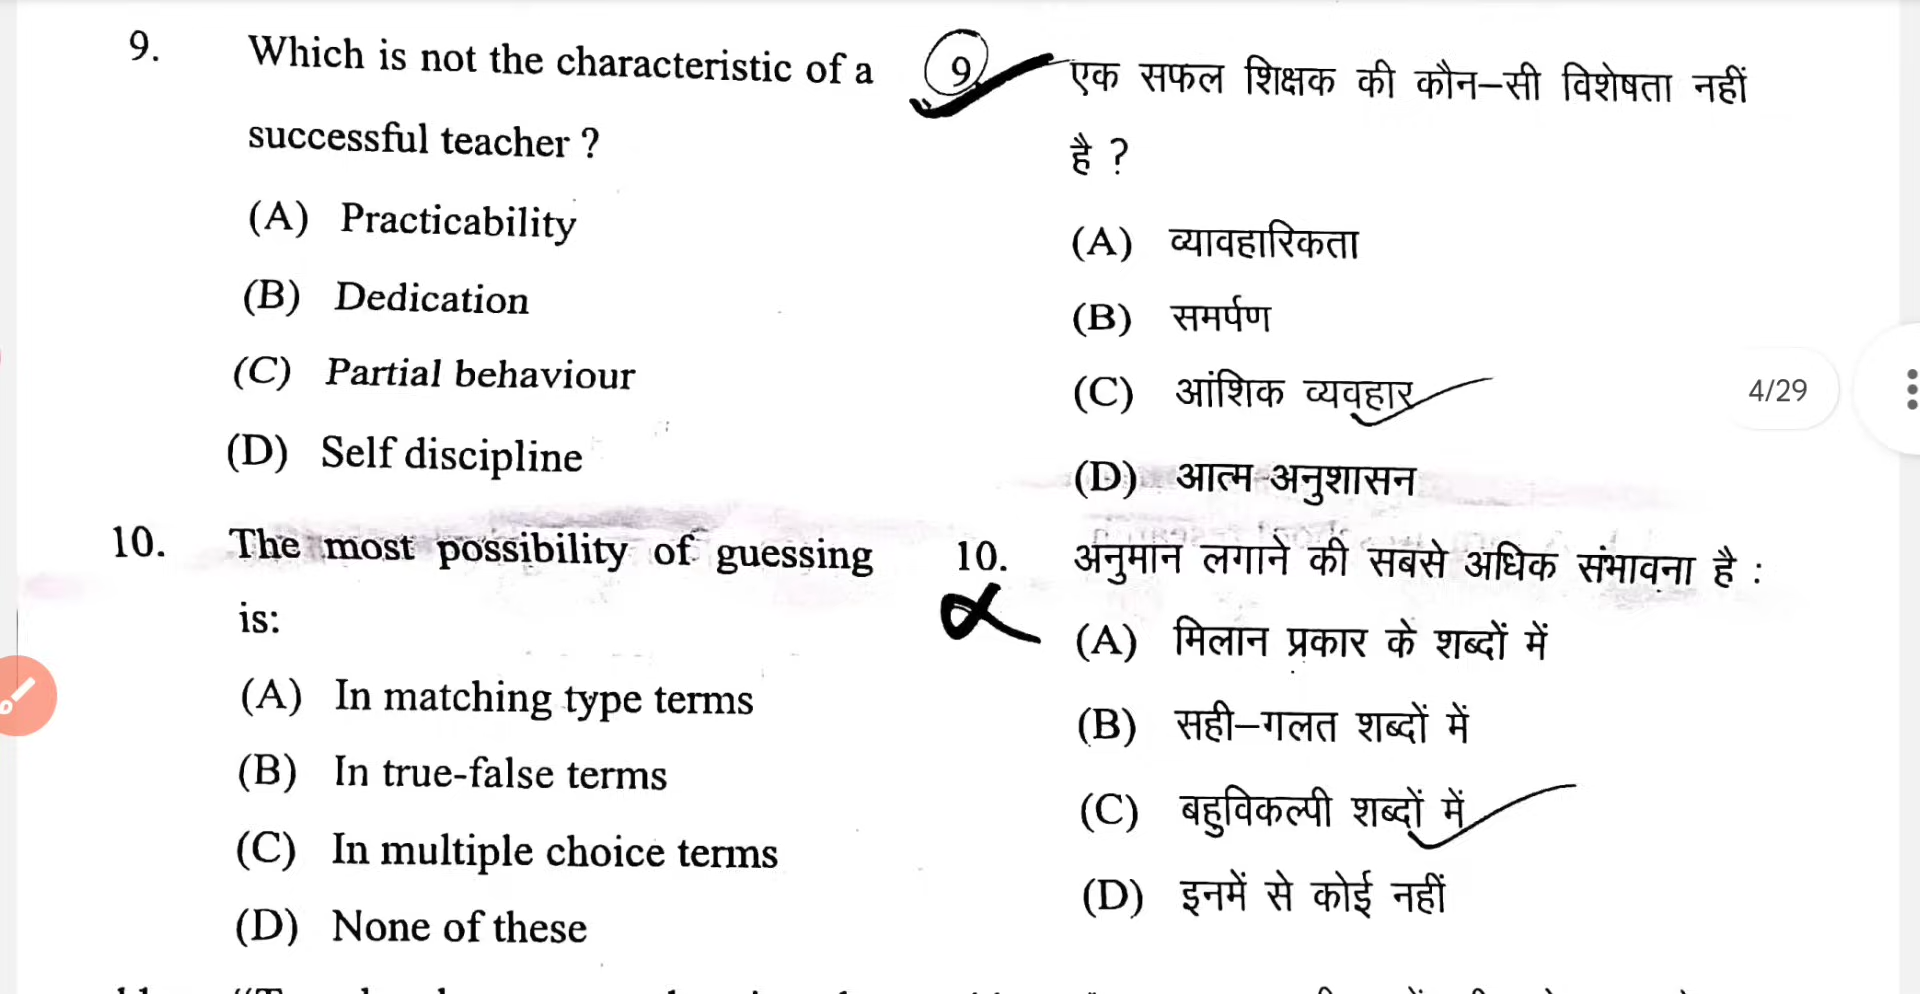 9. Which is not the characteristic of a
successful teacher ?
(A) Practicability
(B) Dedication
(C) Partial behaviour
(D) Self discipline
10. The most possibility of guessing
is:
(A) In matching type terms
(B) In true-false terms
(C) In multiple choice terms
(D) None of these
9. एक सफल शिक्षक की कौन–सी विशेषता नहीं
है ?
(A) व्यावहारिकता
(B) समर्पण
(C) आंशिक व्यवहार
(D) आत्म अनुशासन
10. अनुमान लगाने की सबसे अधिक संभावना है :
(A) मिलान प्रकार के शब्दों में
(B) सही–गलत शब्दों में
(C) बहुविकल्पी शब्दों में
(D) इनमें से कोई नहीं
4/29